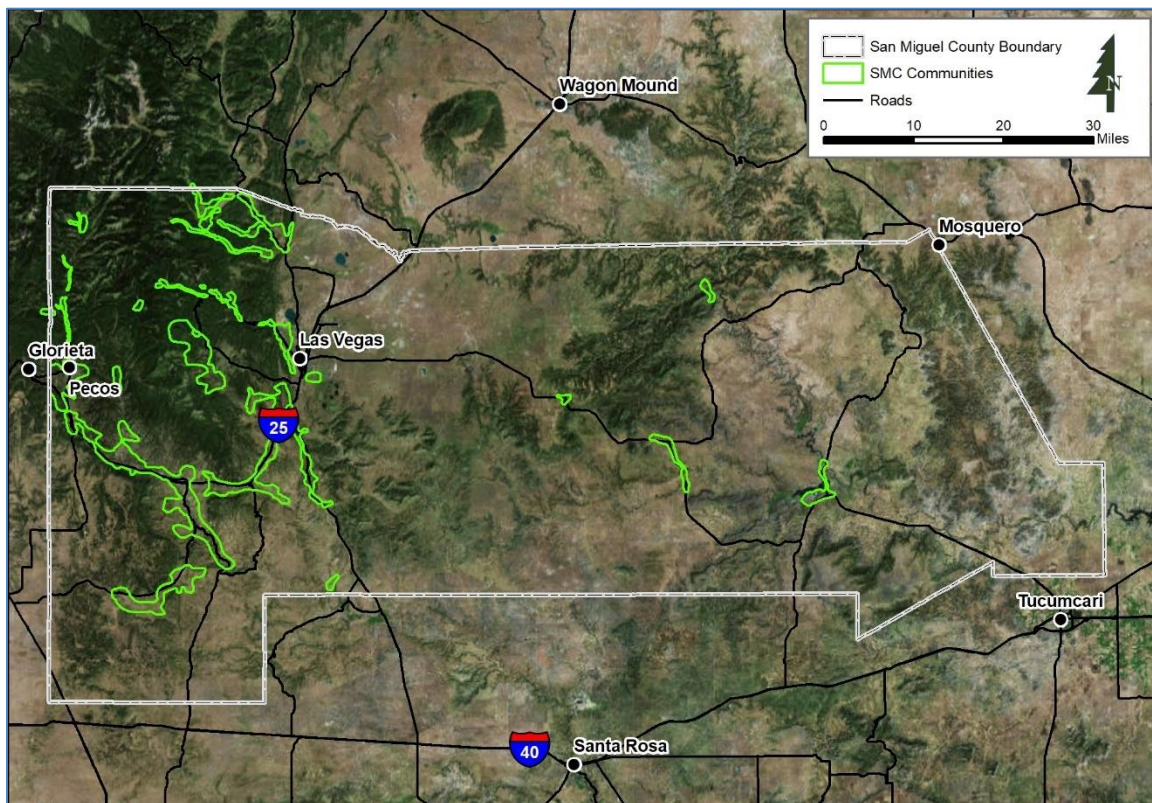 San Miguel County Boundary
SMC Communities
Roads
N
0 10 20 30
Miles
Wagon Mound
Mosquero
Las Vegas
Glorieta
Pecos
25
Tucumcari
40
Santa Rosa